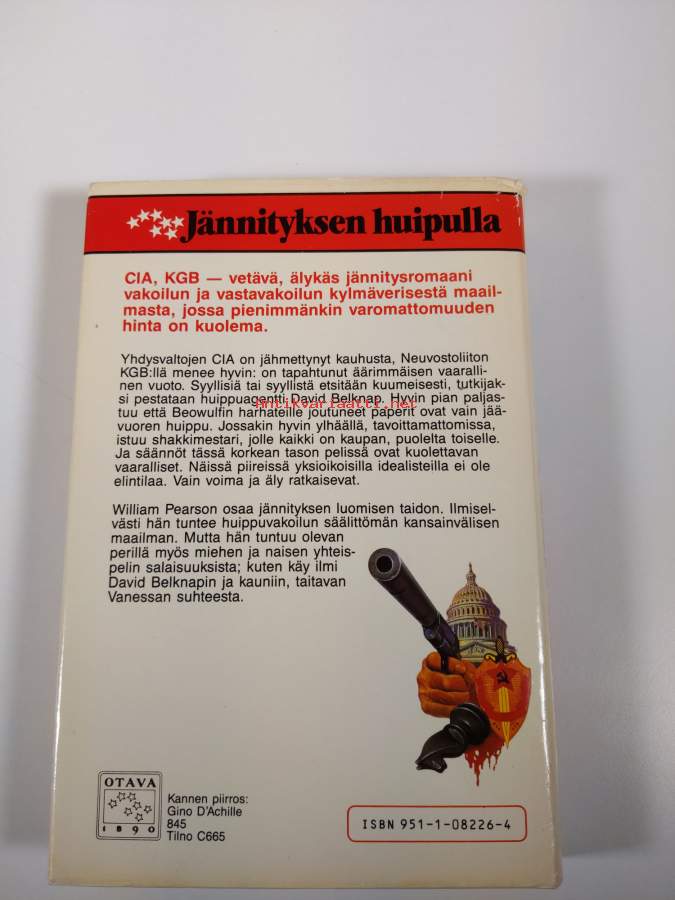 Jännityksen huipulla
CIA, KGB — vetävä, älykäs jännitysromaani
vakoilun ja vastavakoilun kylmäverisestä maail-
masta, jossa pienimmänkin varomattomuuden
hinta on kuolema.
Yhdysvaltojen CIA on jähmettynyt kauhusta, Neuvostoliiton
KGB:llä menee hyvin: on tapahtunut äärimmäisen vaaralli-
nen vuoto. Syyllisiä tai syyllistä etsitään kuumeisesti, tutkijak-
si pestataan huippuagentti David Belknap. Hyvin pian paljas-
Antikvariaatti.net
tuu että Beowulfin harhateille joutuneet paperit ovat vain jää-
vuoren huippu. Jossakin hyvin ylhäällä, tavoittamattomissa,
istuu shakkimestari, jolle kaikki on kaupan, puolelta toiselle.
Ja säännöt tässä korkean tason pelissä ovat kuolettavan
vaaralliset. Näissä piireissä yksioikoisilla idealisteilla ei ole
elintilaa. Vain voima ja äly ratkaisevat.
William Pearson osaa jännityksen luomisen taidon. Ilmisel-
västi hän tuntee huippuvakoilun säälittömän kansainvälisen
maailman. Mutta hän tuntuu olevan
perillä myös miehen ja naisen yhteis-
pelin salaisuuksista; kuten käy ilmi
David Belknapin ja kauniin, taitavan
Vanessan suhteesta.
OTAVA
1890
Kannen piirros:
Gino D'Achille
845
Tilno C665
ISBN 951-1-08226-4